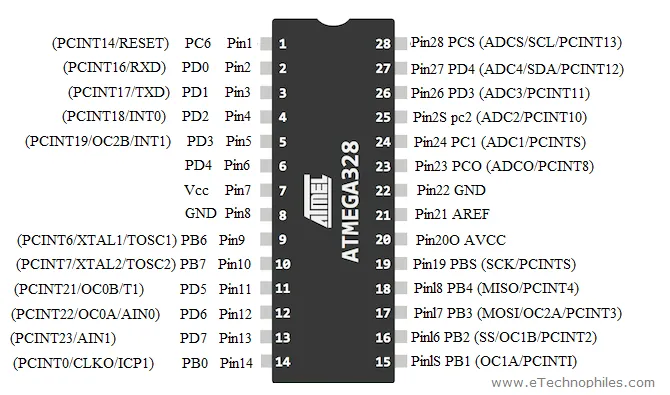 (PCINT14/RESET) PC6 Pin1 1 28 Pin28 PCS (ADCS/SCL/PCINT13)
(PCINT16/RXD) PD0 Pin2 2 27 Pin27 PD4 (ADC4/SDA/PCINT12)
(PCINT17/TXD) PD1 Pin3 3 26 Pin26 PD3 (ADC3/PCINT11)
(PCINT18/INT0) PD2 Pin4 4 25 Pin2S pc2 (ADC2/PCINT10)
(PCINT19/OC2B/INT1) PD3 Pin5 5 24 Pin24 PC1 (ADC1/PCINTS)
PD4 Pin6 6 23 Pin23 PCO (ADCO/PCINT8)
Vcc Pin7 7 22 Pin22 GND
GND Pin8 8 21 Pin21 AREF
(PCINT6/XTAL1/TOSC1) PB6 Pin9 9 20 Pin20O AVCC
(PCINT7/XTAL2/TOSC2) PB7 Pin10 10 19 Pin19 PBS (SCK/PCINTS)
(PCINT21/OC0B/T1) PD5 Pin11 11 18 Pinl8 PB4 (MISO/PCINT4)
(PCINT22/OC0A/AIN0) PD6 Pin12 12 17 Pinl7 PB3 (MOSI/OC2A/PCINT3)
(PCINT23/AIN1) PD7 Pin13 13 16 Pinl6 PB2 (SS/OC1B/PCINT2)
(PCINT0/CLKO/ICP1) PB0 Pin14 14 15 PinlS PB1 (OC1A/PCINTI)
ATMEL
ATMEGA328
www.eTechnophiles.com